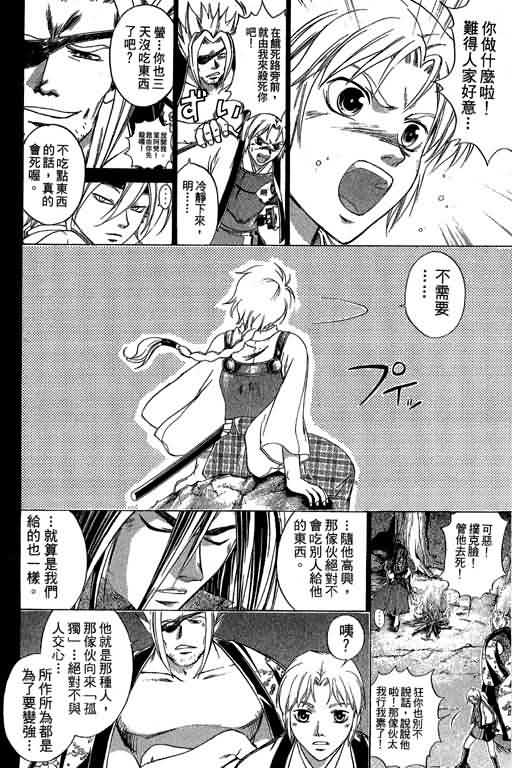 你做什麼啦！
難得人家好意…
在餓死路旁前，
就由我來殺死你
吧！
ずい
冷靜下來，
明……
螢…你也三
天沒吃東西
了吧？
不吃點東西
的話，真的
會死喔。
………
不需要
……
プイッ
可惡！
撲克臉！
管他去死！
狂你也別不
說話，說說他
啦！那傢伙太
我行我素了！
…隨他高興，
那傢伙絕對不
會吃別人給他
的東西。
…就算是我們
給的也一樣。
咦？
他就是那種人，
那傢伙向來「孤
獨一」…絕對不與
人交心…
所作所為都是
為了要變強…